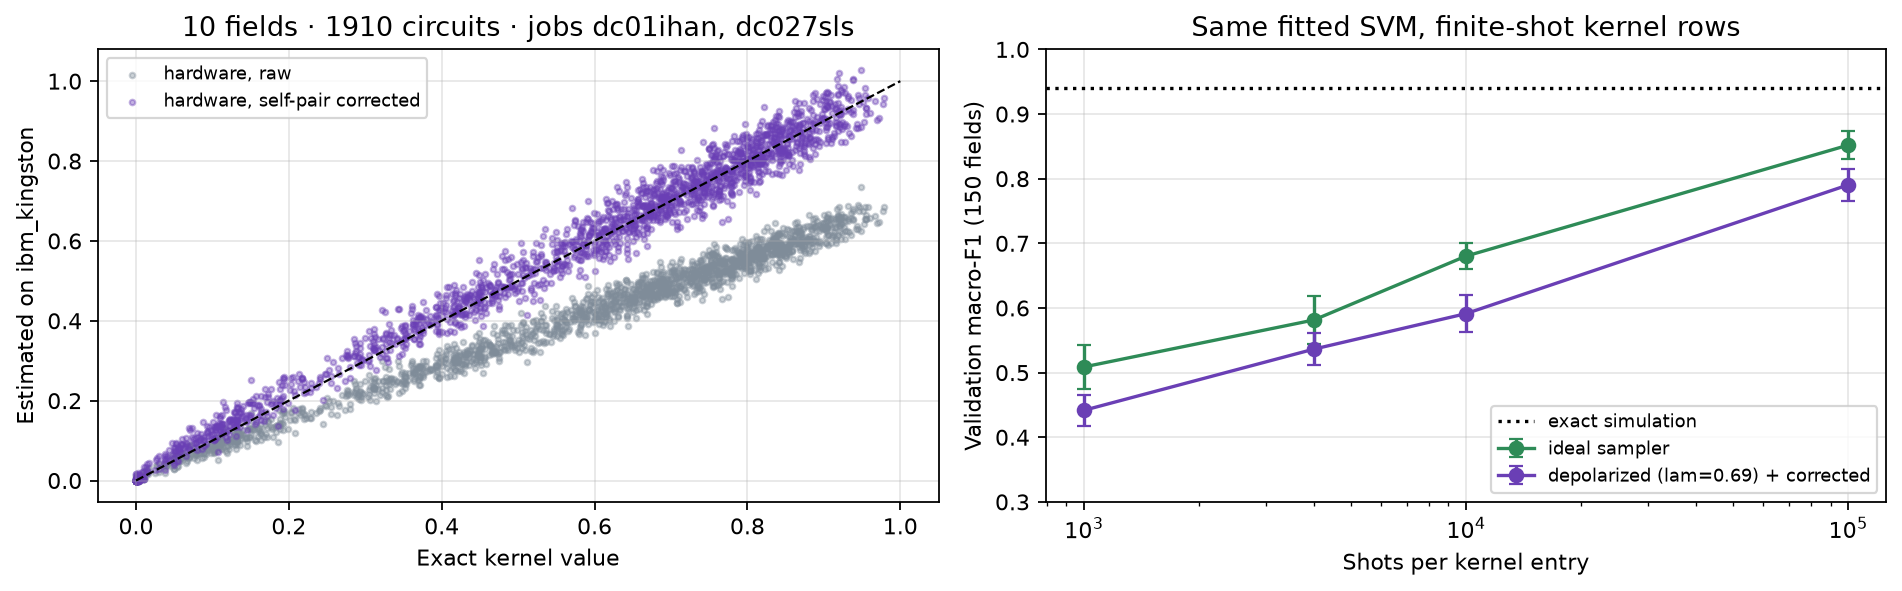 10 fields · 1910 circuits · jobs dc01ihan, dc027sls
hardware, raw
hardware, self-pair corrected
Estimated on ibm_kingston
1.0
0.8
0.6
0.4
0.2
0.0
0.0 0.2 0.4 0.6 0.8 1.0
Exact kernel value
Same fitted SVM, finite-shot kernel rows
Validation macro-F1 (150 fields)
1.0
0.9
0.8
0.7
0.6
0.5
0.4
0.3
exact simulation
ideal sampler
depolarized (lam=0.69) + corrected
10³ 10⁴ 10⁵
Shots per kernel entry